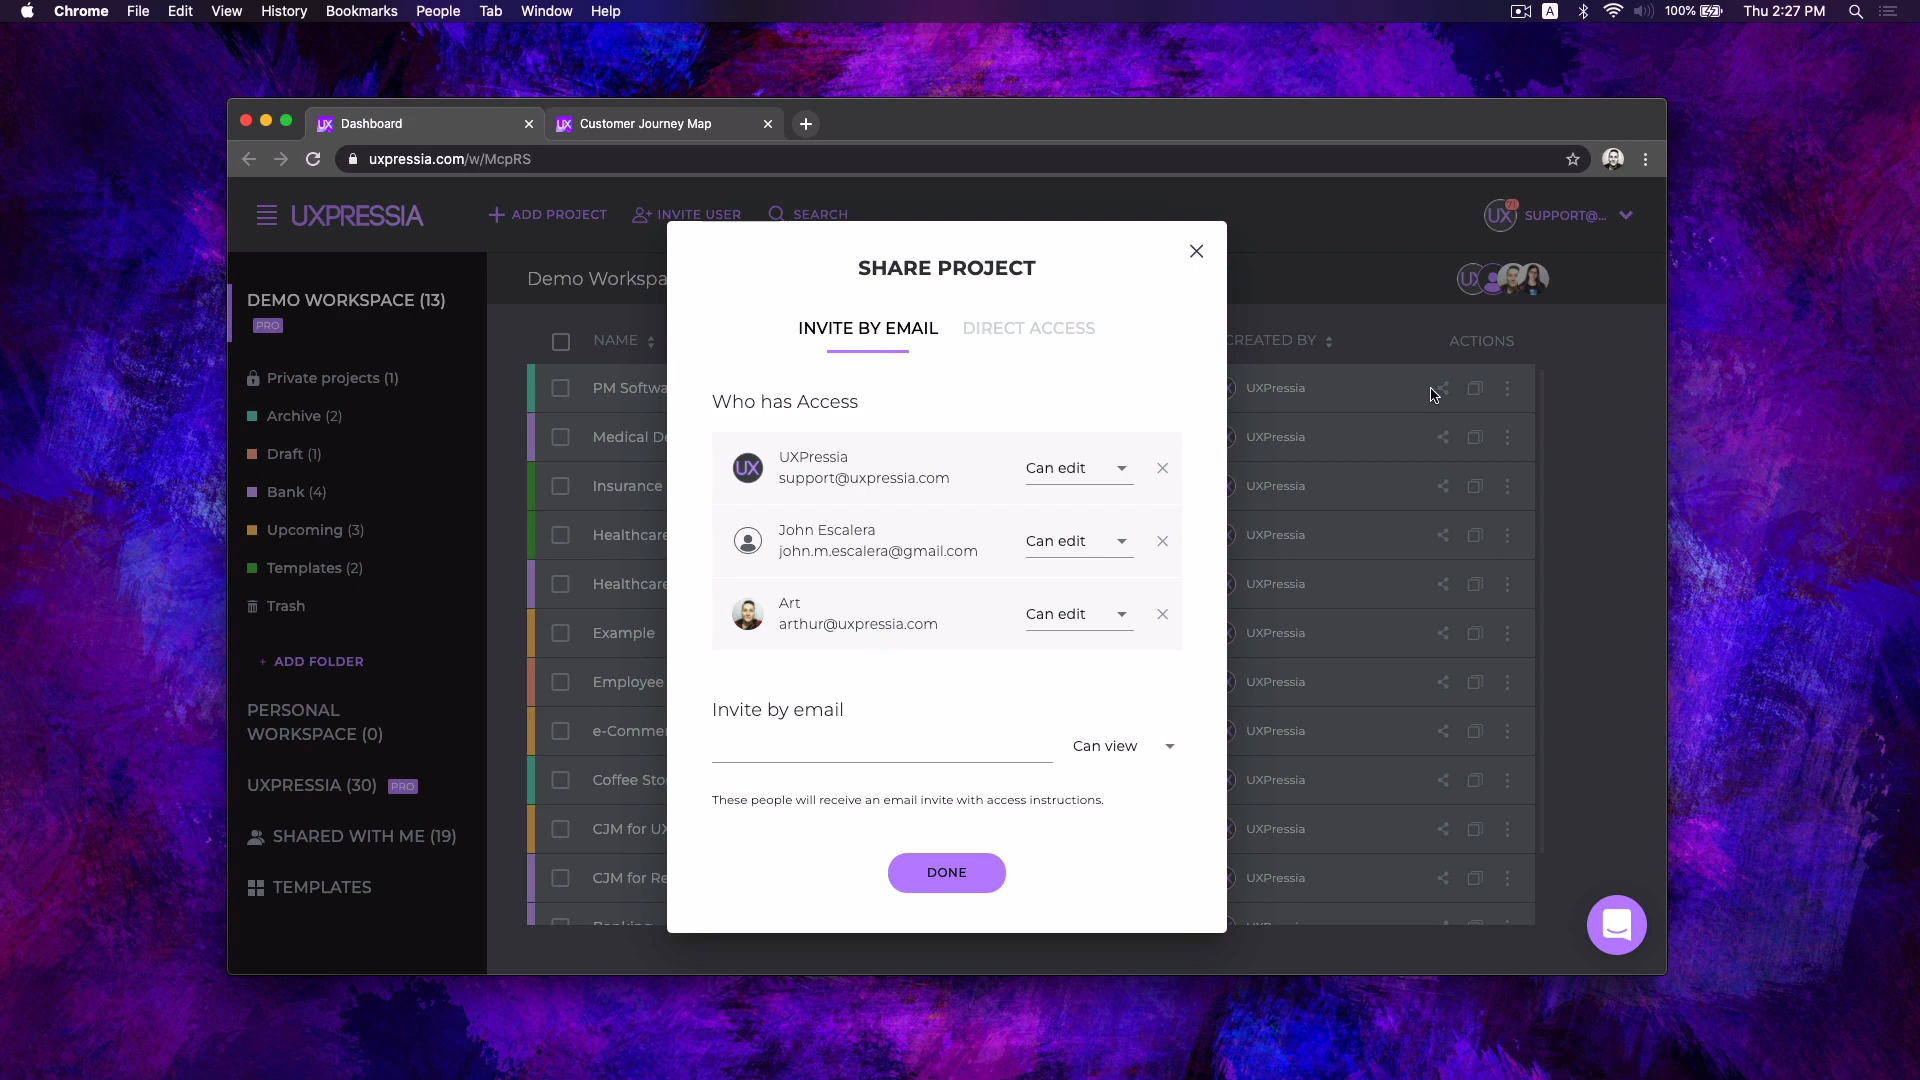 Chrome File Edit View History Bookmarks People Tab Window Help
A 100% Thu 2:27 PM
UX Dashboard
UX Customer Journey Map
uxpressia.com/w/McpRS
UXPRESSIA
ADD PROJECT
INVITE USER
SEARCH
UX SUPPORT@...
DEMO WORKSPACE (13)
PRO
Private projects (1)
Archive (2)
Draft (1)
Bank (4)
Upcoming (3)
Templates (2)
Trash
+ ADD FOLDER
PERSONAL
WORKSPACE (0)
UXPRESSIA (30) PRO
SHARED WITH ME (19)
TEMPLATES
Demo Workspa
NAME
CREATED BY
ACTIONS
PM Softwa
UXPressia
Medical De
UXPressia
Insurance
UXPressia
Healthcare
UXPressia
Healthcare
UXPressia
Example
UXPressia
Employee
UXPressia
e-Commer
UXPressia
Coffee Sto
UXPressia
CJM for UX
UXPressia
CJM for Re
UXPressia
SHARE PROJECT
INVITE BY EMAIL
DIRECT ACCESS
Who has Access
UX
UXPressia
support@uxpressia.com
Can edit
John Escalera
john.m.escalera@gmail.com
Can edit
Art
arthur@uxpressia.com
Can edit
Invite by email
Can view
These people will receive an email invite with access instructions.
DONE